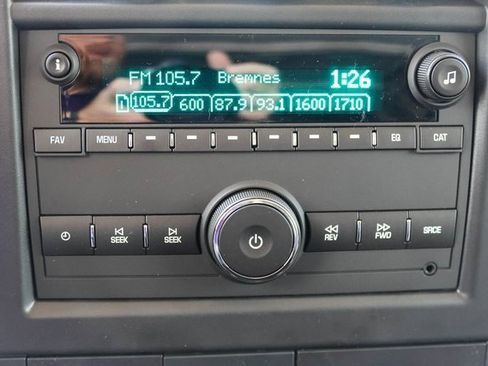 FM 105.7 Bremnes 1:26
105.7 600 87.9 93.1 1600 1710
FAV MENU EQ CAT
SEEK SEEK REV FWD SRCE